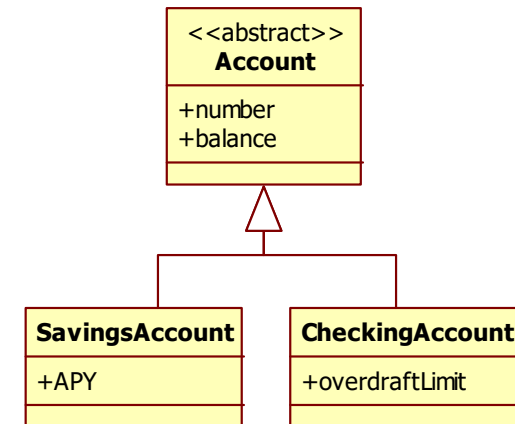 <<abstract>>
Account
+number
+balance
SavingsAccount
+APY
CheckingAccount
+overdraftLimit